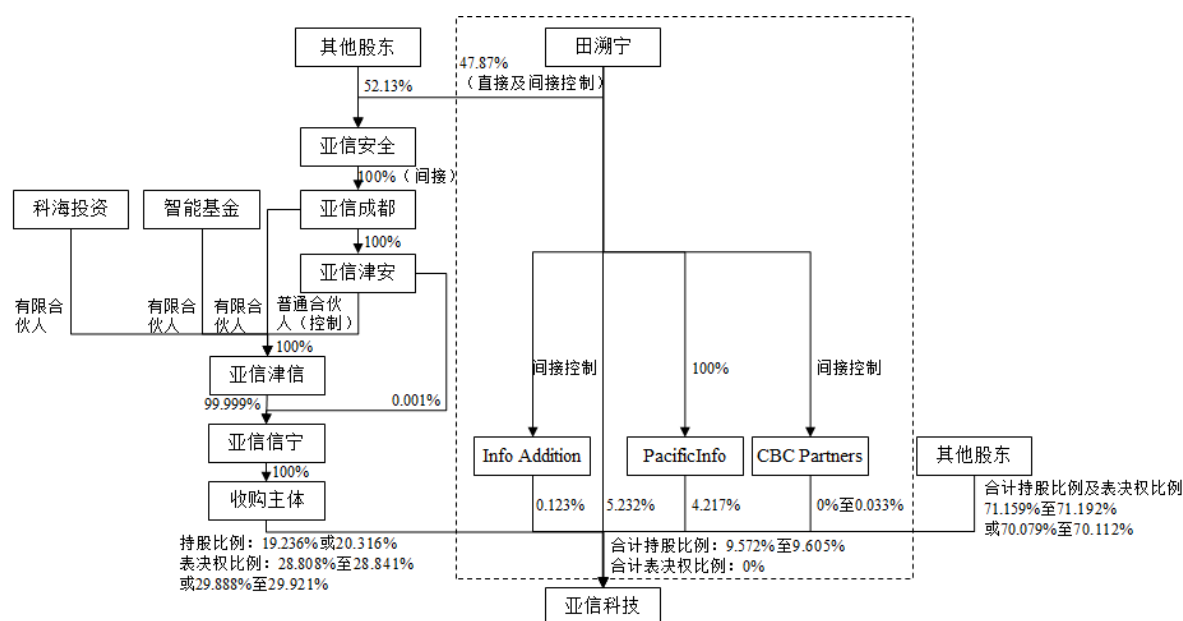 其他股东
田溯宁
47.87%
（直接及间接控制）
52.13%
亚信安全
100%（间接）
科海投资
智能基金
亚信成都
100%
亚信津安
有限合
伙人
有限合
伙人
有限合
伙人
普通合伙
人（控制）
100%
亚信津信
间接控制
100%
间接控制
99.999%
0.001%
亚信信宁
Info Addition
PacificInfo
CBC Partners
其他股东
100%
收购主体
0.123%
5.232%
4.217%
0%至0.033%
合计持股比例及表决权比例
71.159%至71.192%
或70.079%至70.112%
持股比例：19.236%或20.316%
表决权比例：28.808%至28.841%
或29.888%至29.921%
合计持股比例：9.572%至9.605%
合计表决权比例：0%
亚信科技